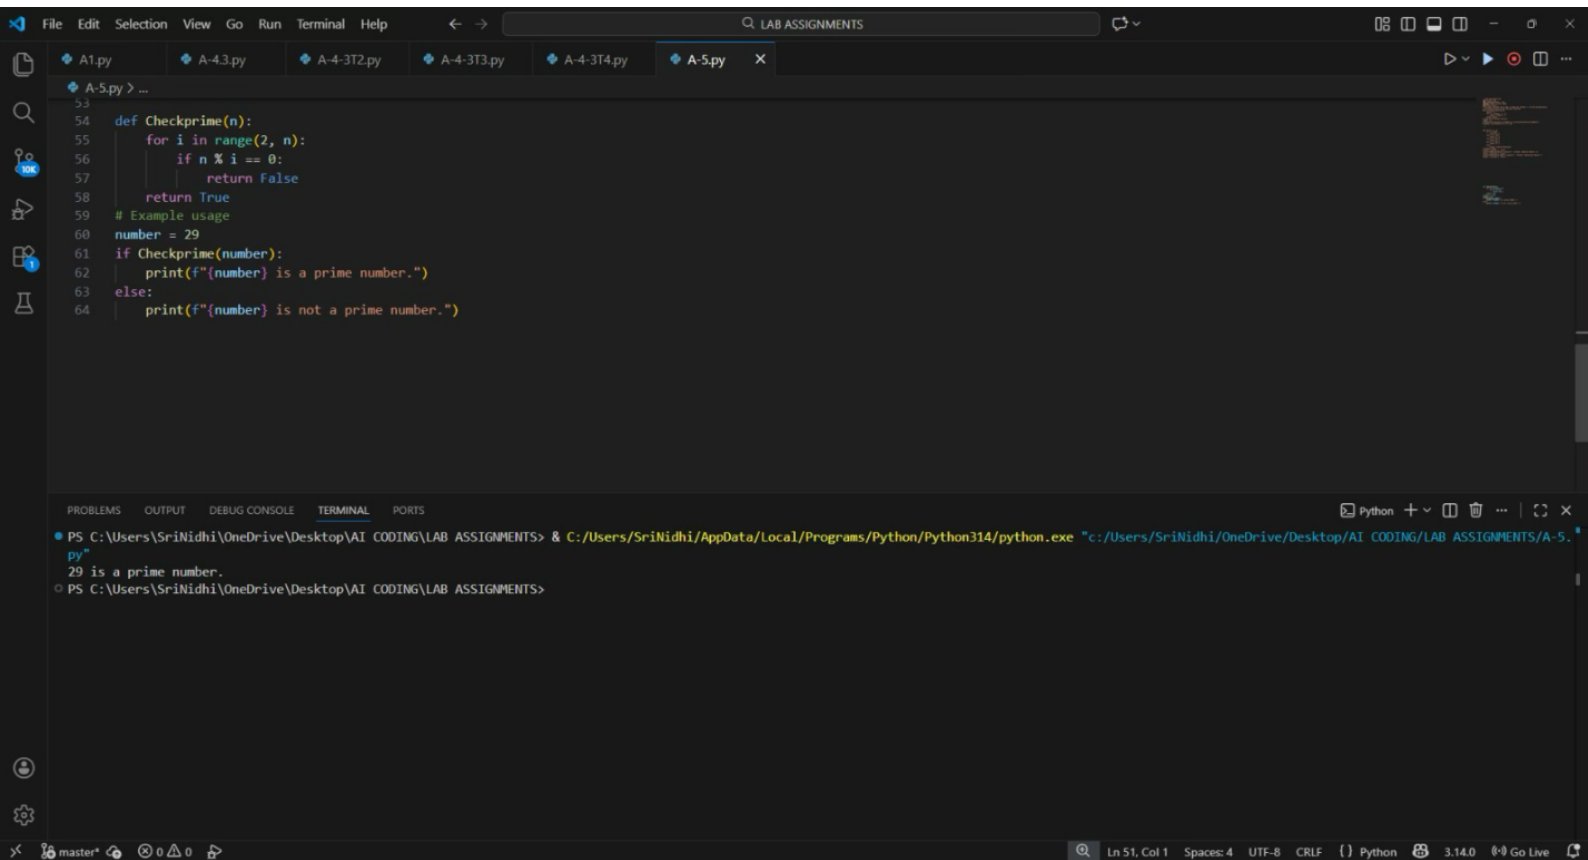 File Edit Selection View Go Run Terminal Help
LAB ASSIGNMENTS
A1.py A-4.3.py A-4-3T2.py A-4-3T3.py A-4-3T4.py A-5.py
A-5.py > ...
53
54 def Checkprime(n):
55 for i in range(2, n):
56 if n % i == 0:
57 return False
58 return True
59 # Example usage
60 number = 29
61 if Checkprime(number):
62 print(f"{number} is a prime number.")
63 else:
64 print(f"{number} is not a prime number.")
10K
1
PROBLEMS OUTPUT DEBUG CONSOLE TERMINAL PORTS
Python
PS C:\Users\SriNidhi\OneDrive\Desktop\AI CODING\LAB ASSIGNMENTS> & C:/Users/SriNidhi/AppData/Local/Programs/Python/Python314/python.exe "c:/Users/SriNidhi/OneDrive/Desktop/AI CODING/LAB ASSIGNMENTS/A-5.
py"
29 is a prime number.
PS C:\Users\SriNidhi\OneDrive\Desktop\AI CODING\LAB ASSIGNMENTS>
master* 0 0 Ln 51, Col 1 Spaces: 4 UTF-8 CRLF {} Python 3.14.0 Go Live